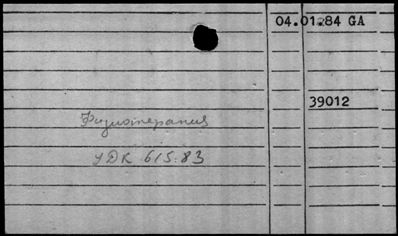 04.01.84 GA
39012
Физиотерапия
УДК 615.83